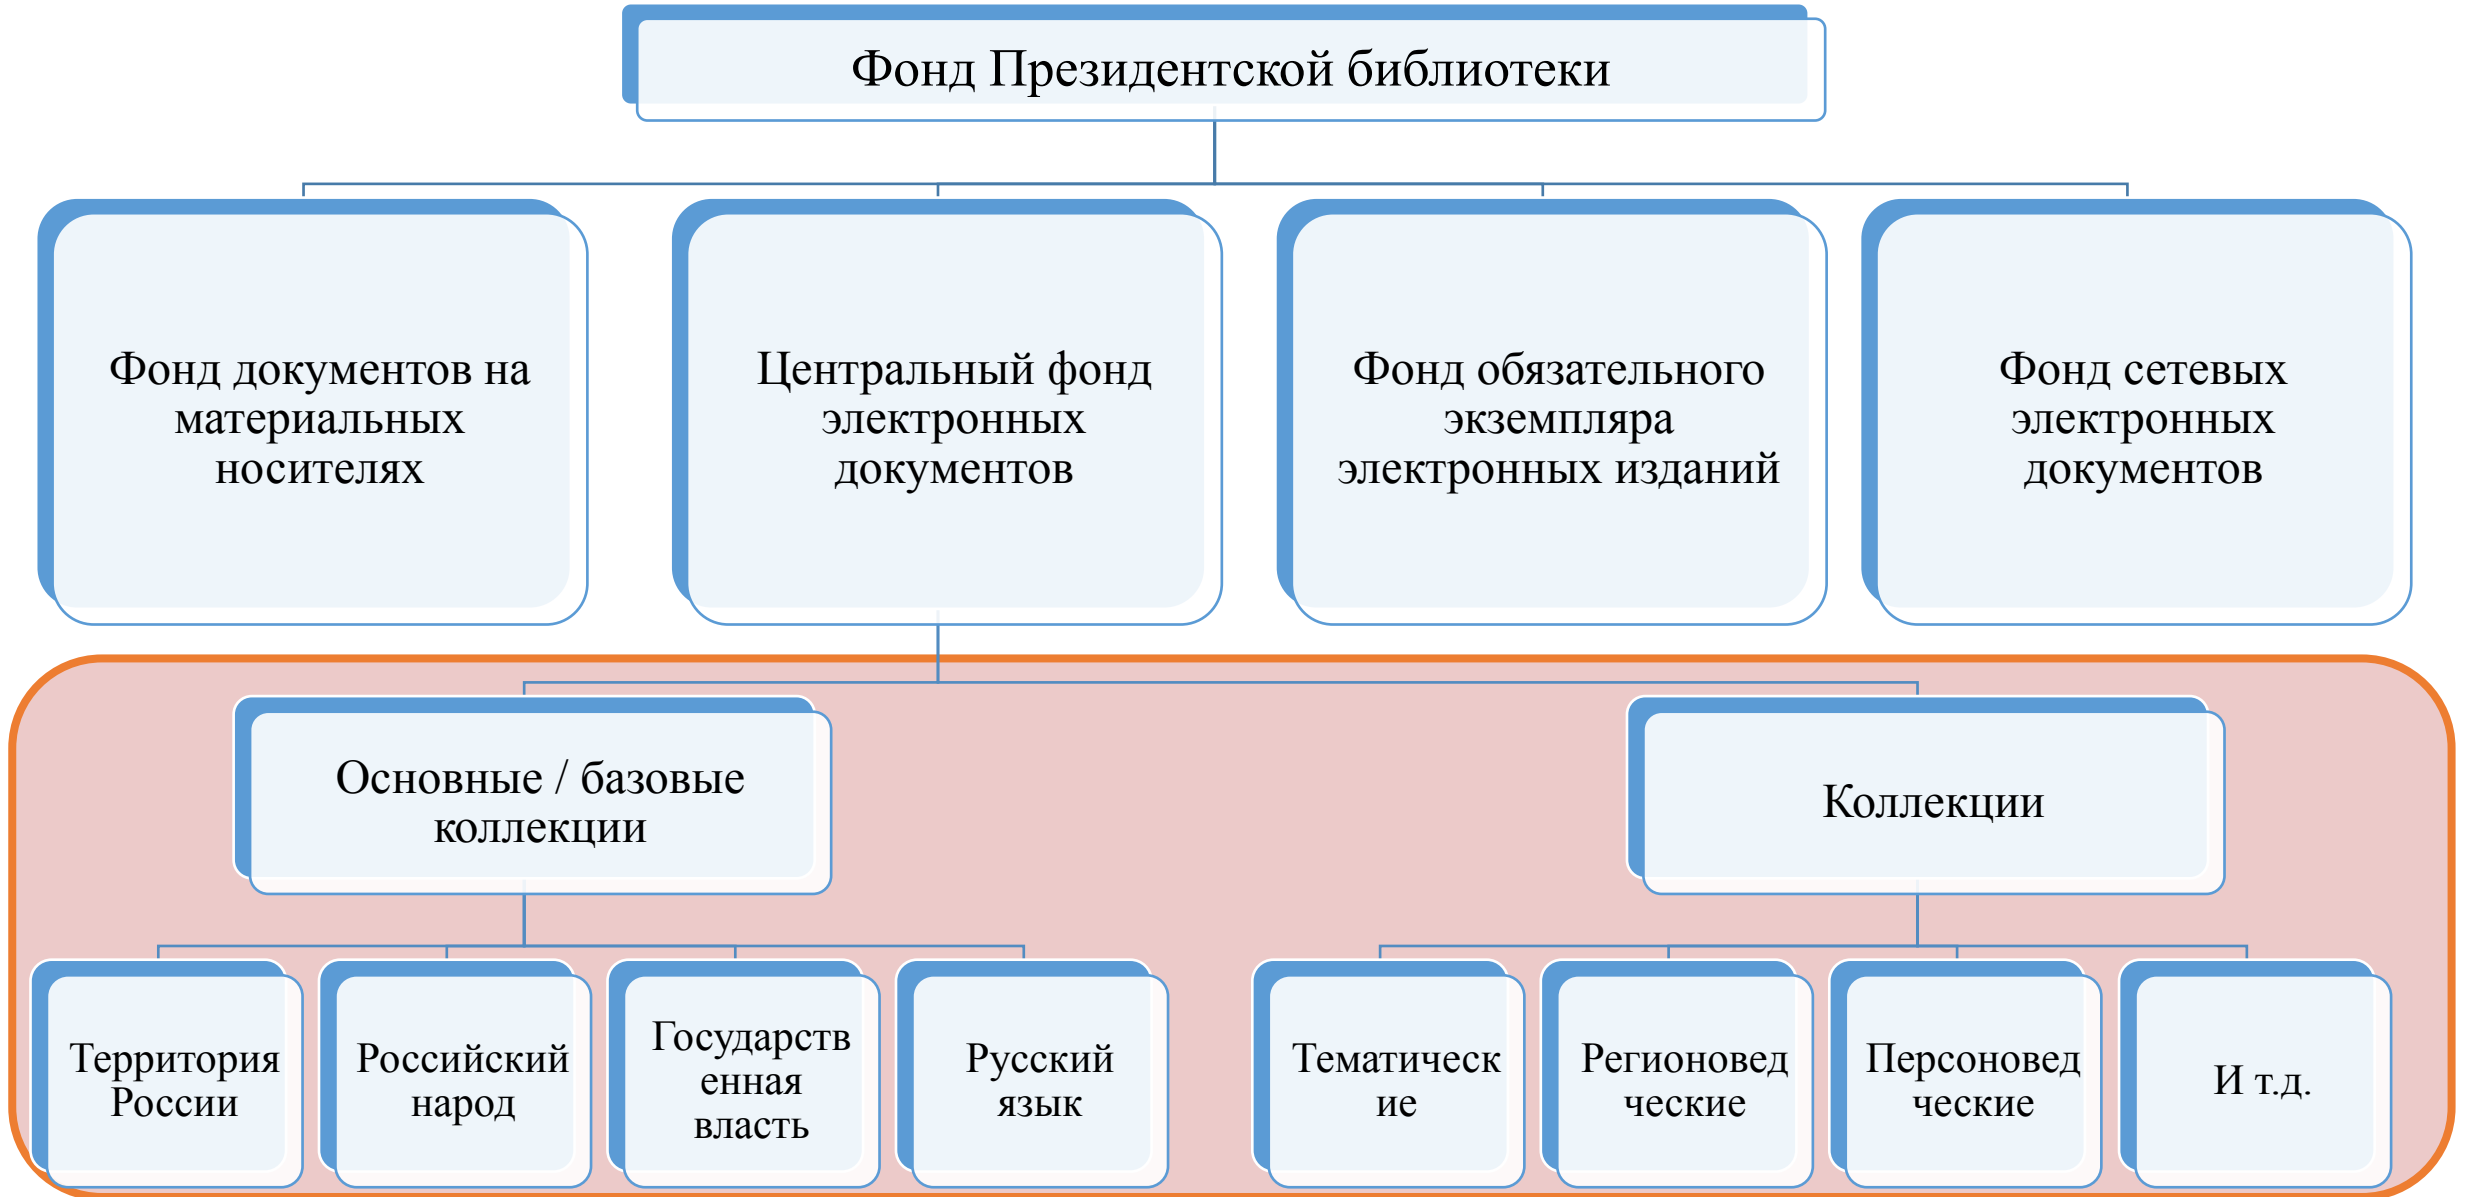 Фонд Президентской библиотеки
Фонд документов на
материальных
носителях
Центральный фонд
электронных
документов
Фонд обязательного
экземпляра
электронных изданий
Фонд сетевых
электронных
документов
Основные / базовые
коллекции
Коллекции
Территория
России
Российский
народ
Государств
енная
власть
Русский
язык
Тематическ
ие
Регионовед
ческие
Персоновед
ческие
И т.д.